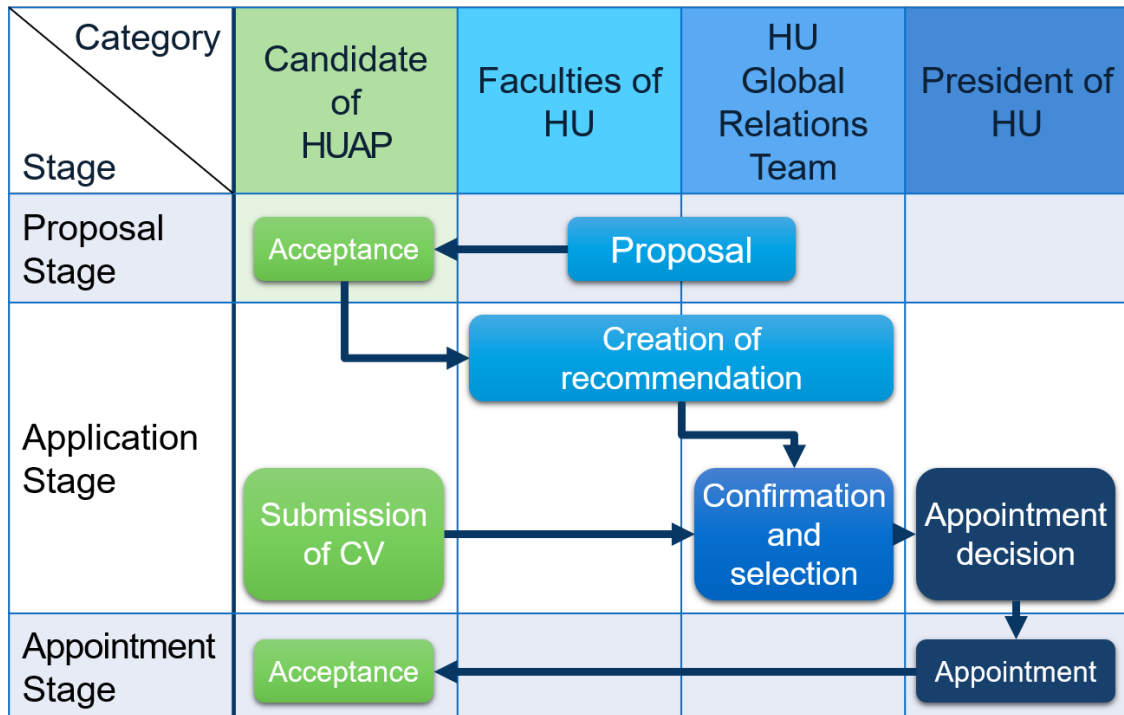 Category
Stage
Candidate
of
HUAP
Faculties of
HU
HU
Global
Relations
Team
President of
HU
Proposal
Stage
Acceptance
Proposal
Application
Stage
Creation of
recommendation
Submission
of CV
Confirmation
and
selection
Appointment
decision
Appointment
Stage
Acceptance
Appointment